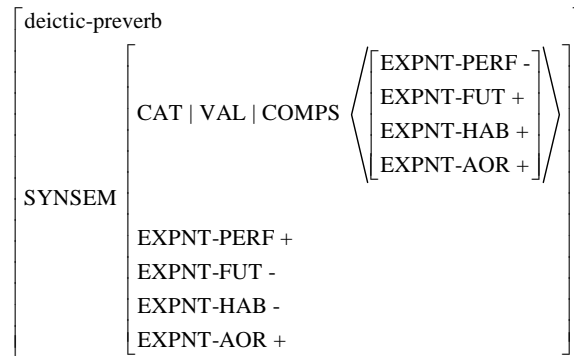 deictic-preverb
EXPNT-PERF -
EXPNT-FUT +
CAT | VAL | COMPS
EXPNT-HAB +
EXPNT-AOR +
SYNSEM
EXPNT-PERF +
EXPNT-FUT -
EXPNT-HAB -
EXPNT-AOR +